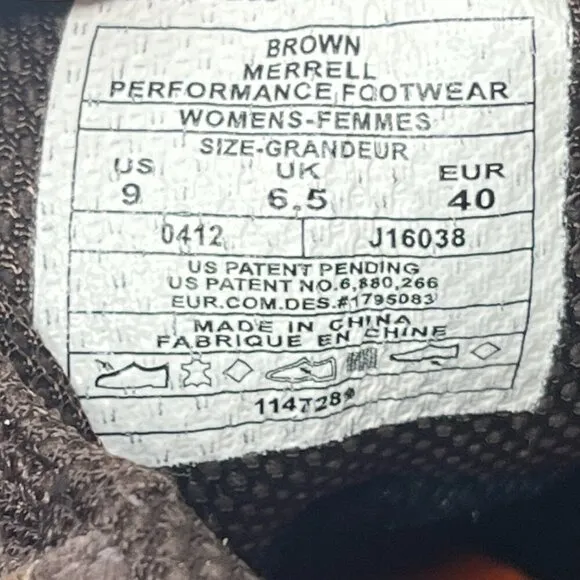 BROWN
MERRELL
PERFORMANCE FOOTWEAR
WOMENS-FEMMES
SIZE-GRANDEUR
US UK EUR
9 6.5 40
0412 J16038
US PATENT PENDING
US PATENT NO.6,880,266
EUR.COM.DES.#1795083
MADE IN CHINA
FABRIQUE EN CHINE